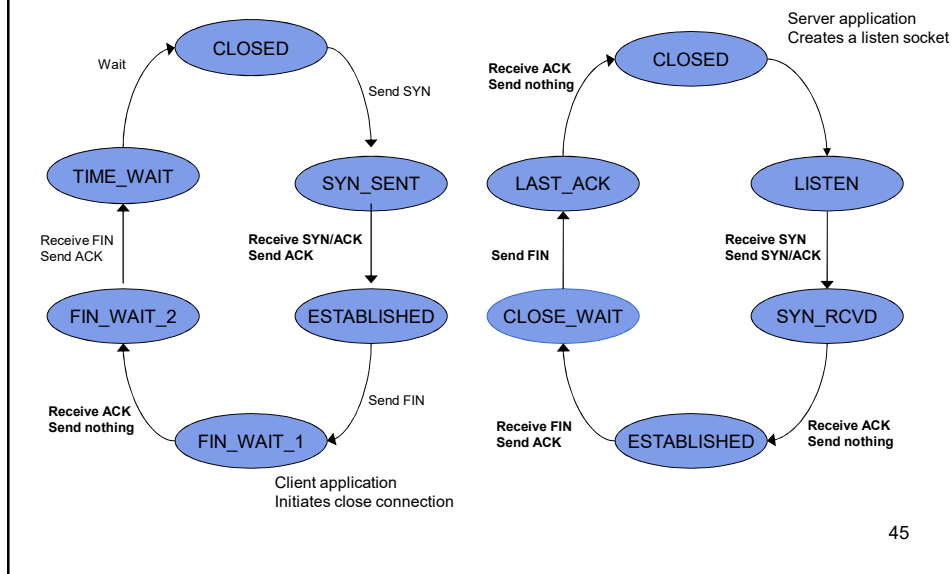 CLOSED
Wait
Send SYN
TIME_WAIT
SYN_SENT
Receive FIN
Send ACK
Receive SYN/ACK
Send ACK
FIN_WAIT_2
ESTABLISHED
Receive ACK
Send nothing
Send FIN
FIN_WAIT_1
Client application
Initiates close connection
Server application
Creates a listen socket
CLOSED
Receive ACK
Send nothing
LAST_ACK
LISTEN
Send FIN
Receive SYN
Send SYN/ACK
CLOSE_WAIT
SYN_RCVD
Receive FIN
Send ACK
ESTABLISHED
Receive ACK
Send nothing
45